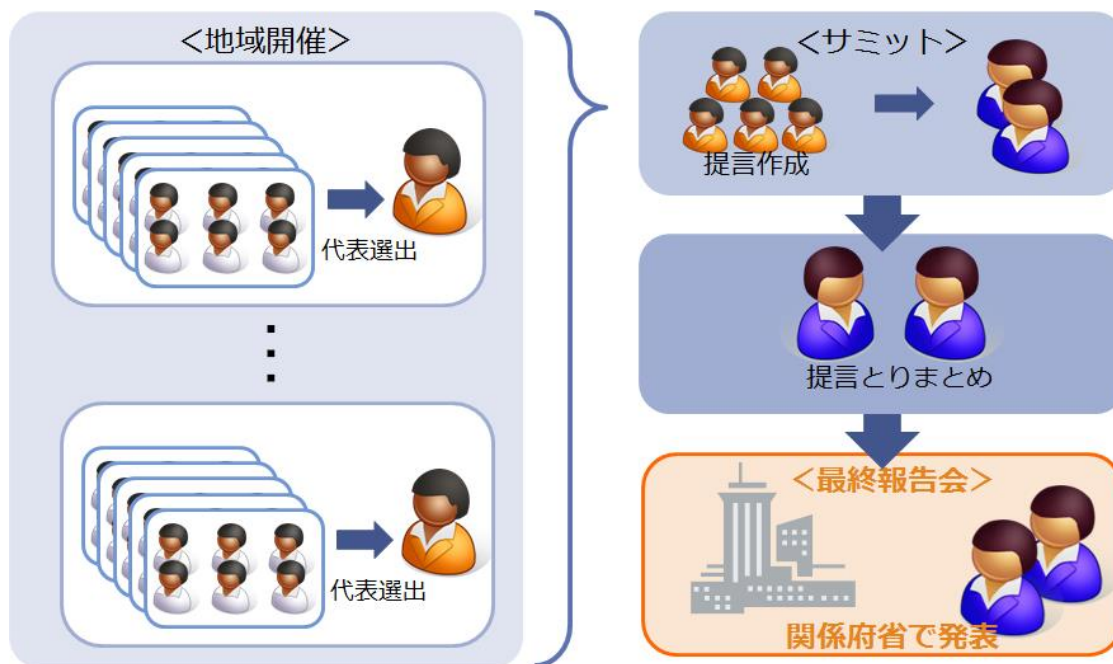 <地域開催>
代表選出
代表選出
<サミット>
提言作成
提言とりまとめ
<最終報告会>
関係府省で発表